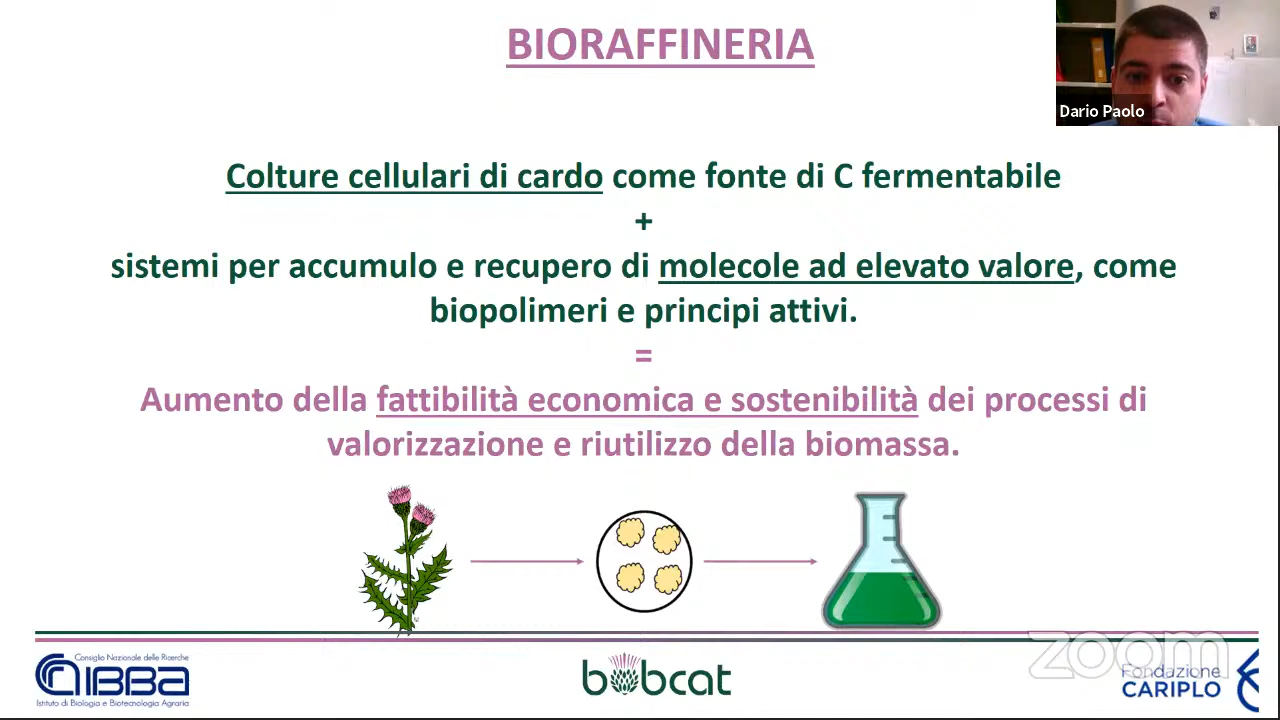 BIORAFFINERIA
Dario Paolo
Colture cellulari di cardo come fonte di C fermentabile
+
sistemi per accumulo e recupero di molecole ad elevato valore, come
biopolimeri e principi attivi.
=
Aumento della fattibilità economica e sostenibilità dei processi di
valorizzazione e riutilizzo della biomassa.
Consiglio Nazionale delle Ricerche
IBBA
Istituto di Biologia e Biotecnologia Agraria
bobcat
zoom
Fondazione
CARIPLO